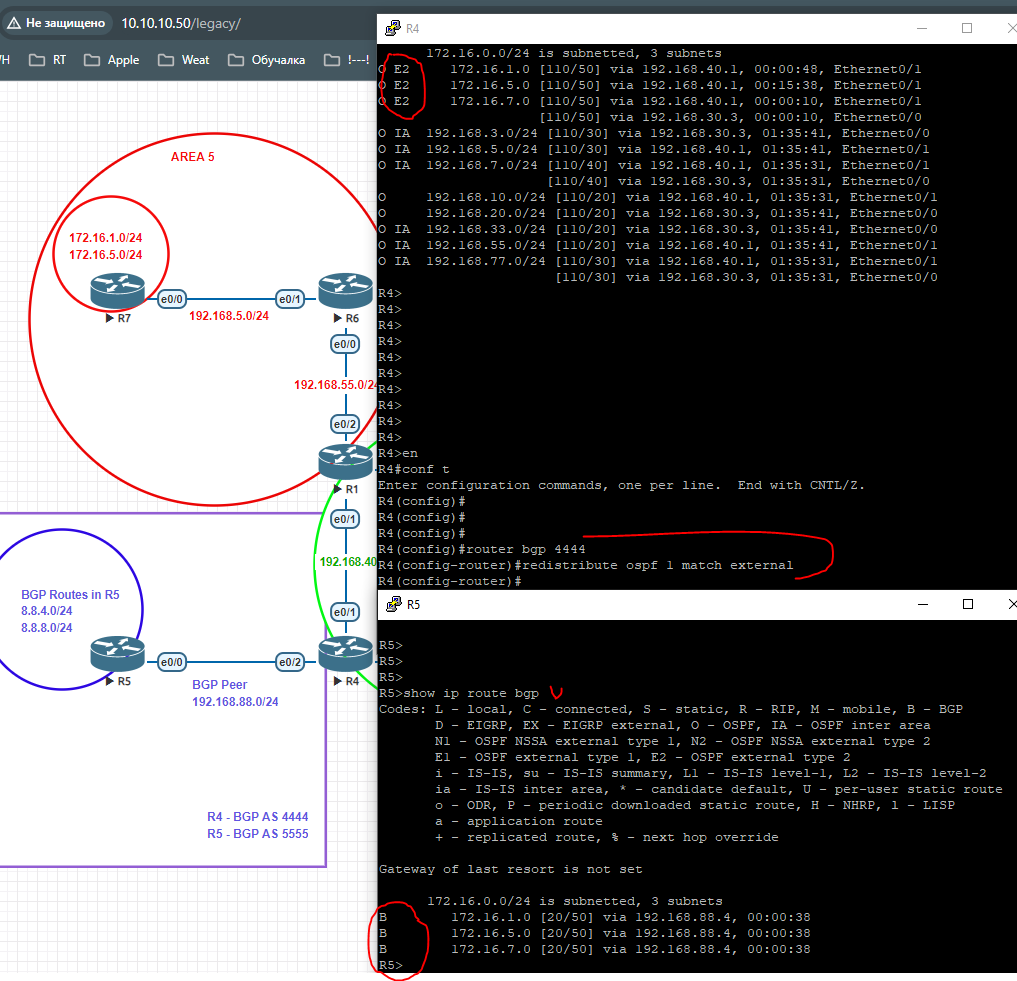 Не защищено 10.10.10.50/legacy/
RT Apple Weat Обучалка !---!
AREA 5
172.16.1.0/24
172.16.5.0/24
e0/0
e0/1
R7
192.168.5.0/24
R6
e0/0
192.168.55.0/24
e0/2
R1
e0/1
192.168.40
e0/1
BGP Routes in R5
8.8.4.0/24
8.8.8.0/24
e0/0
e0/2
R5
R4
BGP Peer
192.168.88.0/24
R4 - BGP AS 4444
R5 - BGP AS 5555
R4
172.16.0.0/24 is subnetted, 3 subnets
O E2 172.16.1.0 [110/50] via 192.168.40.1, 00:00:48, Ethernet0/1
O E2 172.16.5.0 [110/50] via 192.168.40.1, 00:15:38, Ethernet0/1
O E2 172.16.7.0 [110/50] via 192.168.40.1, 00:00:10, Ethernet0/1
[110/50] via 192.168.30.3, 00:00:10, Ethernet0/0
O IA 192.168.3.0/24 [110/30] via 192.168.30.3, 01:35:41, Ethernet0/0
O IA 192.168.5.0/24 [110/30] via 192.168.40.1, 01:35:41, Ethernet0/1
O IA 192.168.7.0/24 [110/40] via 192.168.40.1, 01:35:31, Ethernet0/1
[110/40] via 192.168.30.3, 01:35:31, Ethernet0/0
O 192.168.10.0/24 [110/20] via 192.168.40.1, 01:35:31, Ethernet0/1
O 192.168.20.0/24 [110/20] via 192.168.30.3, 01:35:41, Ethernet0/0
O IA 192.168.33.0/24 [110/20] via 192.168.30.3, 01:35:41, Ethernet0/0
O IA 192.168.55.0/24 [110/20] via 192.168.40.1, 01:35:41, Ethernet0/1
O IA 192.168.77.0/24 [110/30] via 192.168.40.1, 01:35:31, Ethernet0/1
[110/30] via 192.168.30.3, 01:35:31, Ethernet0/0
R4>
R4>
R4>
R4>
R4>
R4>
R4>
R4>
R4>
R4>
R4>en
R4#conf t
Enter configuration commands, one per line. End with CNTL/Z.
R4(config)#
R4(config)#
R4(config)#
R4(config)#router bgp 4444
R4(config-router)#redistribute ospf 1 match external
R4(config-router)#
R5
R5>
R5>
R5>
R5>show ip route bgp
Codes: L - local, C - connected, S - static, R - RIP, M - mobile, B - BGP
D - EIGRP, EX - EIGRP external, O - OSPF, IA - OSPF inter area
N1 - OSPF NSSA external type 1, N2 - OSPF NSSA external type 2
E1 - OSPF external type 1, E2 - OSPF external type 2
i - IS-IS, su - IS-IS summary, L1 - IS-IS level-1, L2 - IS-IS level-2
ia - IS-IS inter area, * - candidate default, U - per-user static route
o - ODR, P - periodic downloaded static route, H - NHRP, l - LISP
a - application route
+ - replicated route, % - next hop override
Gateway of last resort is not set
172.16.0.0/24 is subnetted, 3 subnets
B 172.16.1.0 [20/50] via 192.168.88.4, 00:00:38
B 172.16.5.0 [20/50] via 192.168.88.4, 00:00:38
B 172.16.7.0 [20/50] via 192.168.88.4, 00:00:38
R5>